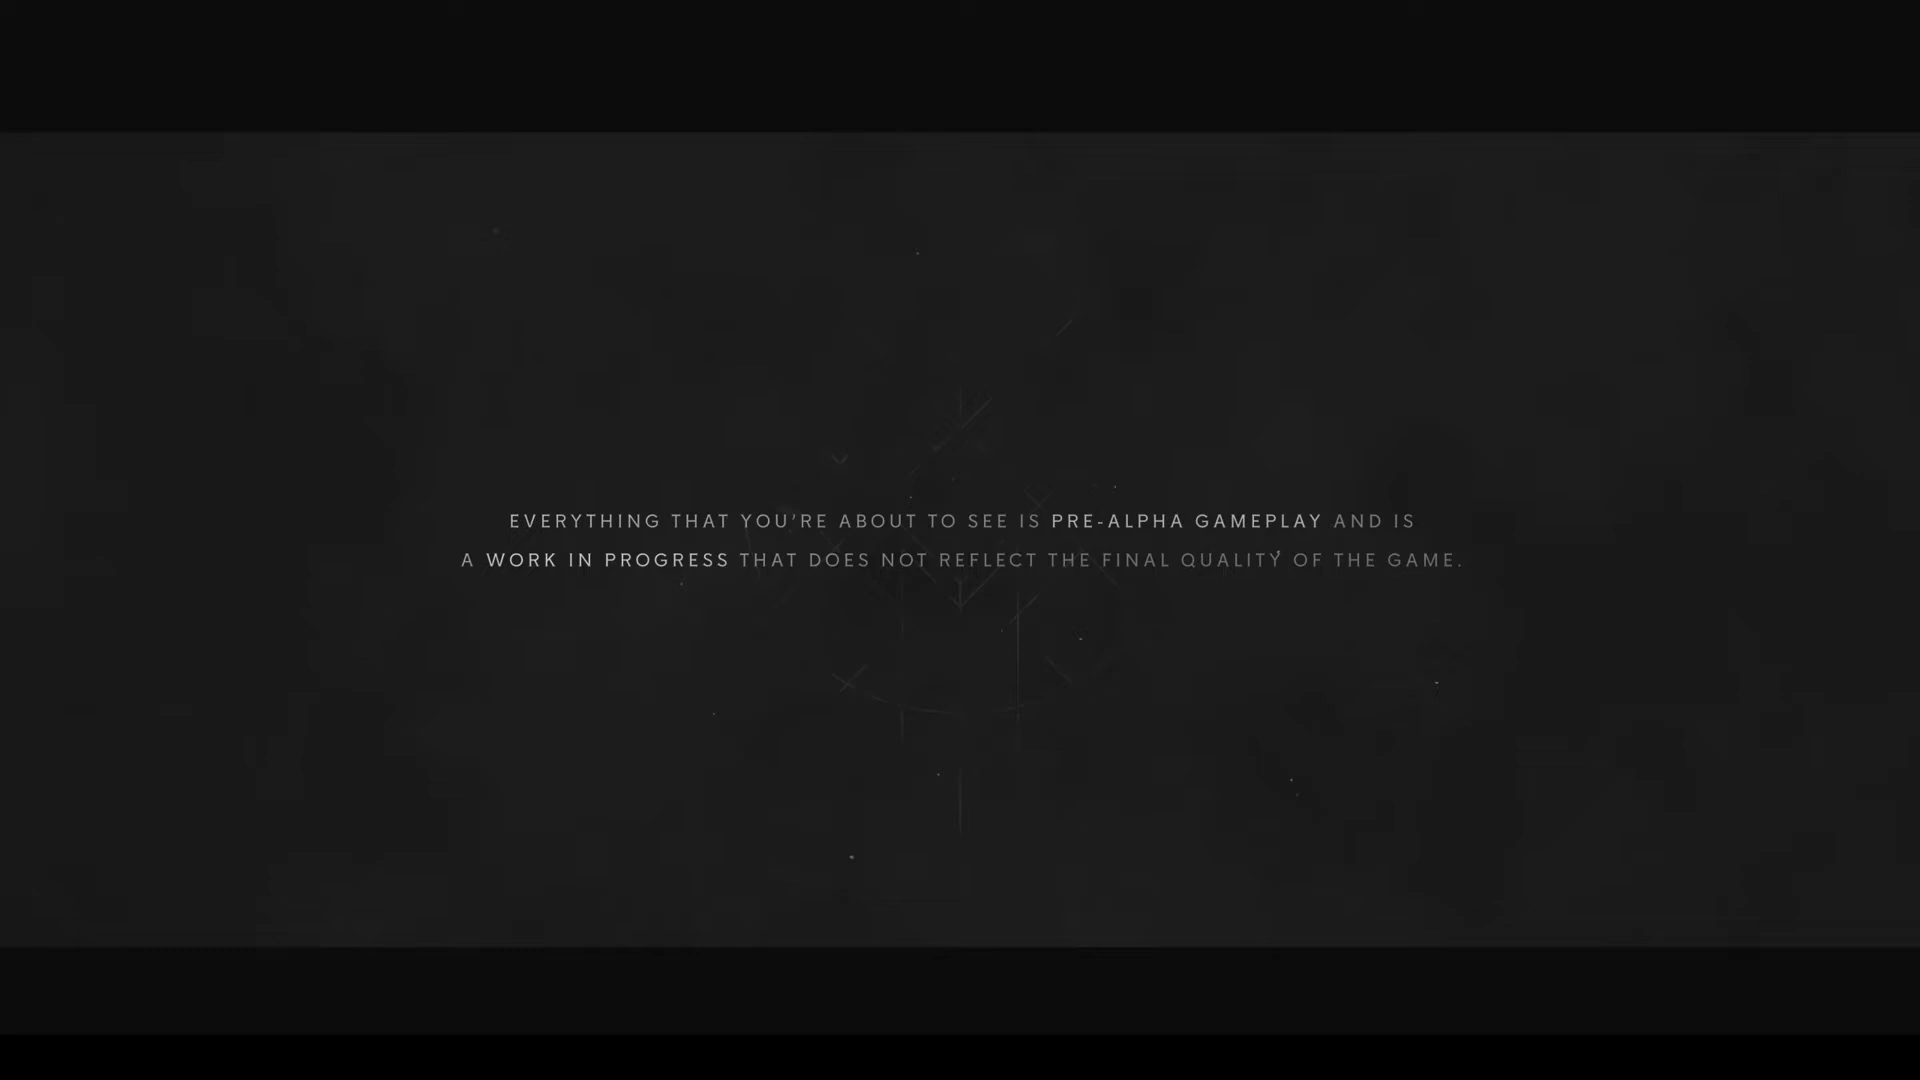 EVERYTHING THAT YOU'RE ABOUT TO SEE IS PRE-ALPHA GAMEPLAY AND IS
A WORK IN PROGRESS THAT DOES NOT REFLECT THE FINAL QUALITY OF THE GAME.